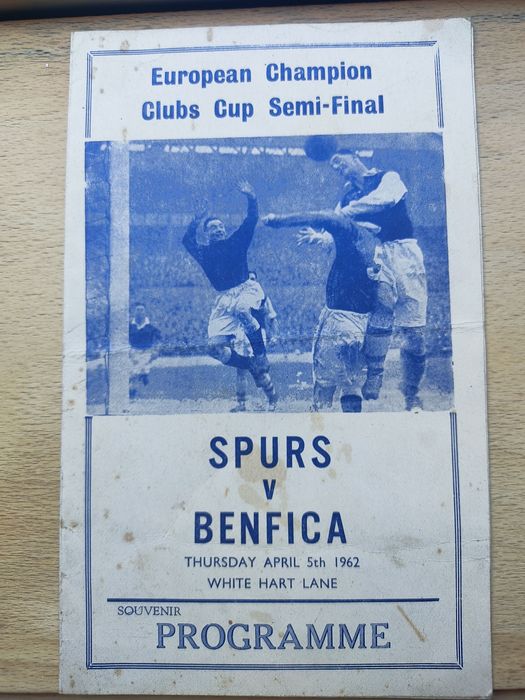 European Champion
Clubs Cup Semi-Final
SPURS
V
BENFICA
THURSDAY APRIL 5th 1962
WHITE HART LANE
SOUVENIR
PROGRAMME